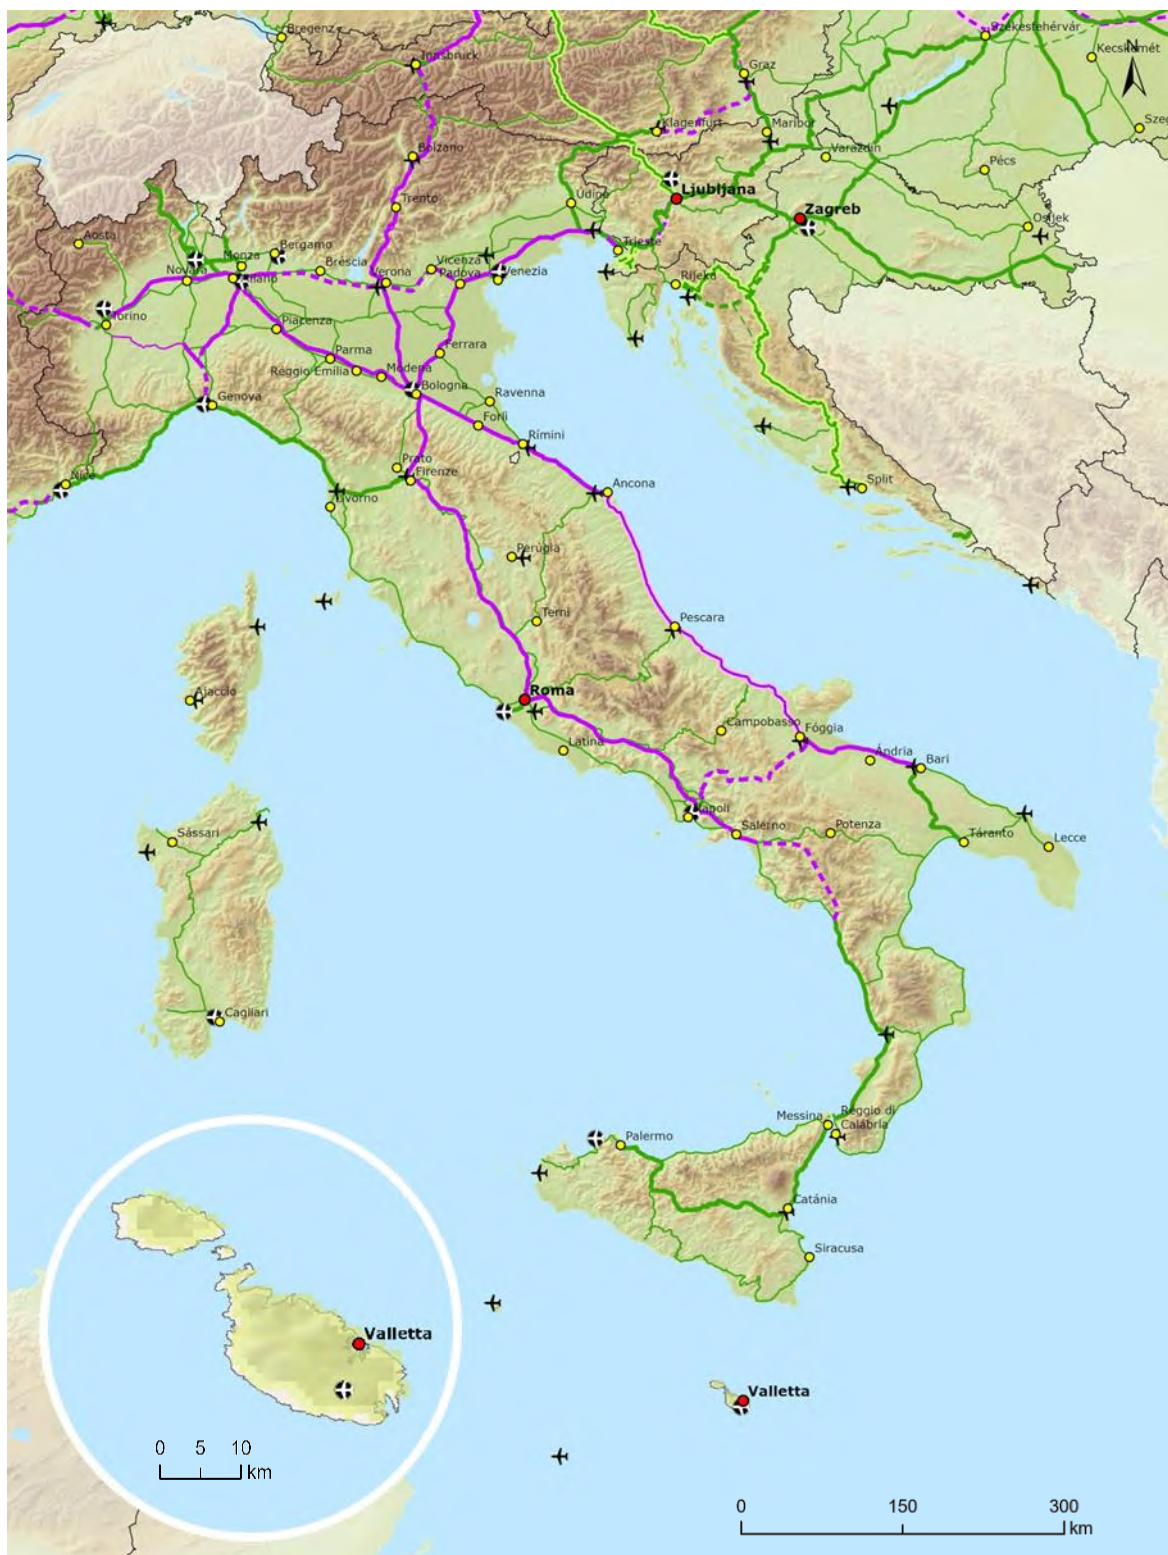 Bregenz
Székesfehérvár
Kecskemét
N
Innsbruck
Graz
Klagenfurt
Maribor
Bolzano
Varazdin
Pécs
Ljubljana
Trento
Udine
Zagreb
Osijek
Aosta
Bergamo
Trieste
Monza
Novara
Brescia
Verona
Vicenza
Padova
Venezia
Rijeka
Milano
Torino
Piacenza
Parma
Ferrara
Reggio Emilia
Modena
Bologna
Genova
Ravenna
Forlì
Rímini
Prato
Firenze
Nice
Livorno
Ancona
Split
Perugia
Terni
Pescara
Roma
Ajaccio
Campobasso
Fóggia
Latina
Ándria
Bari
Napoli
Salerno
Potenza
Táranto
Lecce
Sássari
Cagliari
Messina
Reggio di
Calábria
Palermo
Catánia
Siracusa
Valletta
Valletta
0 5 10
km
0 150 300
km